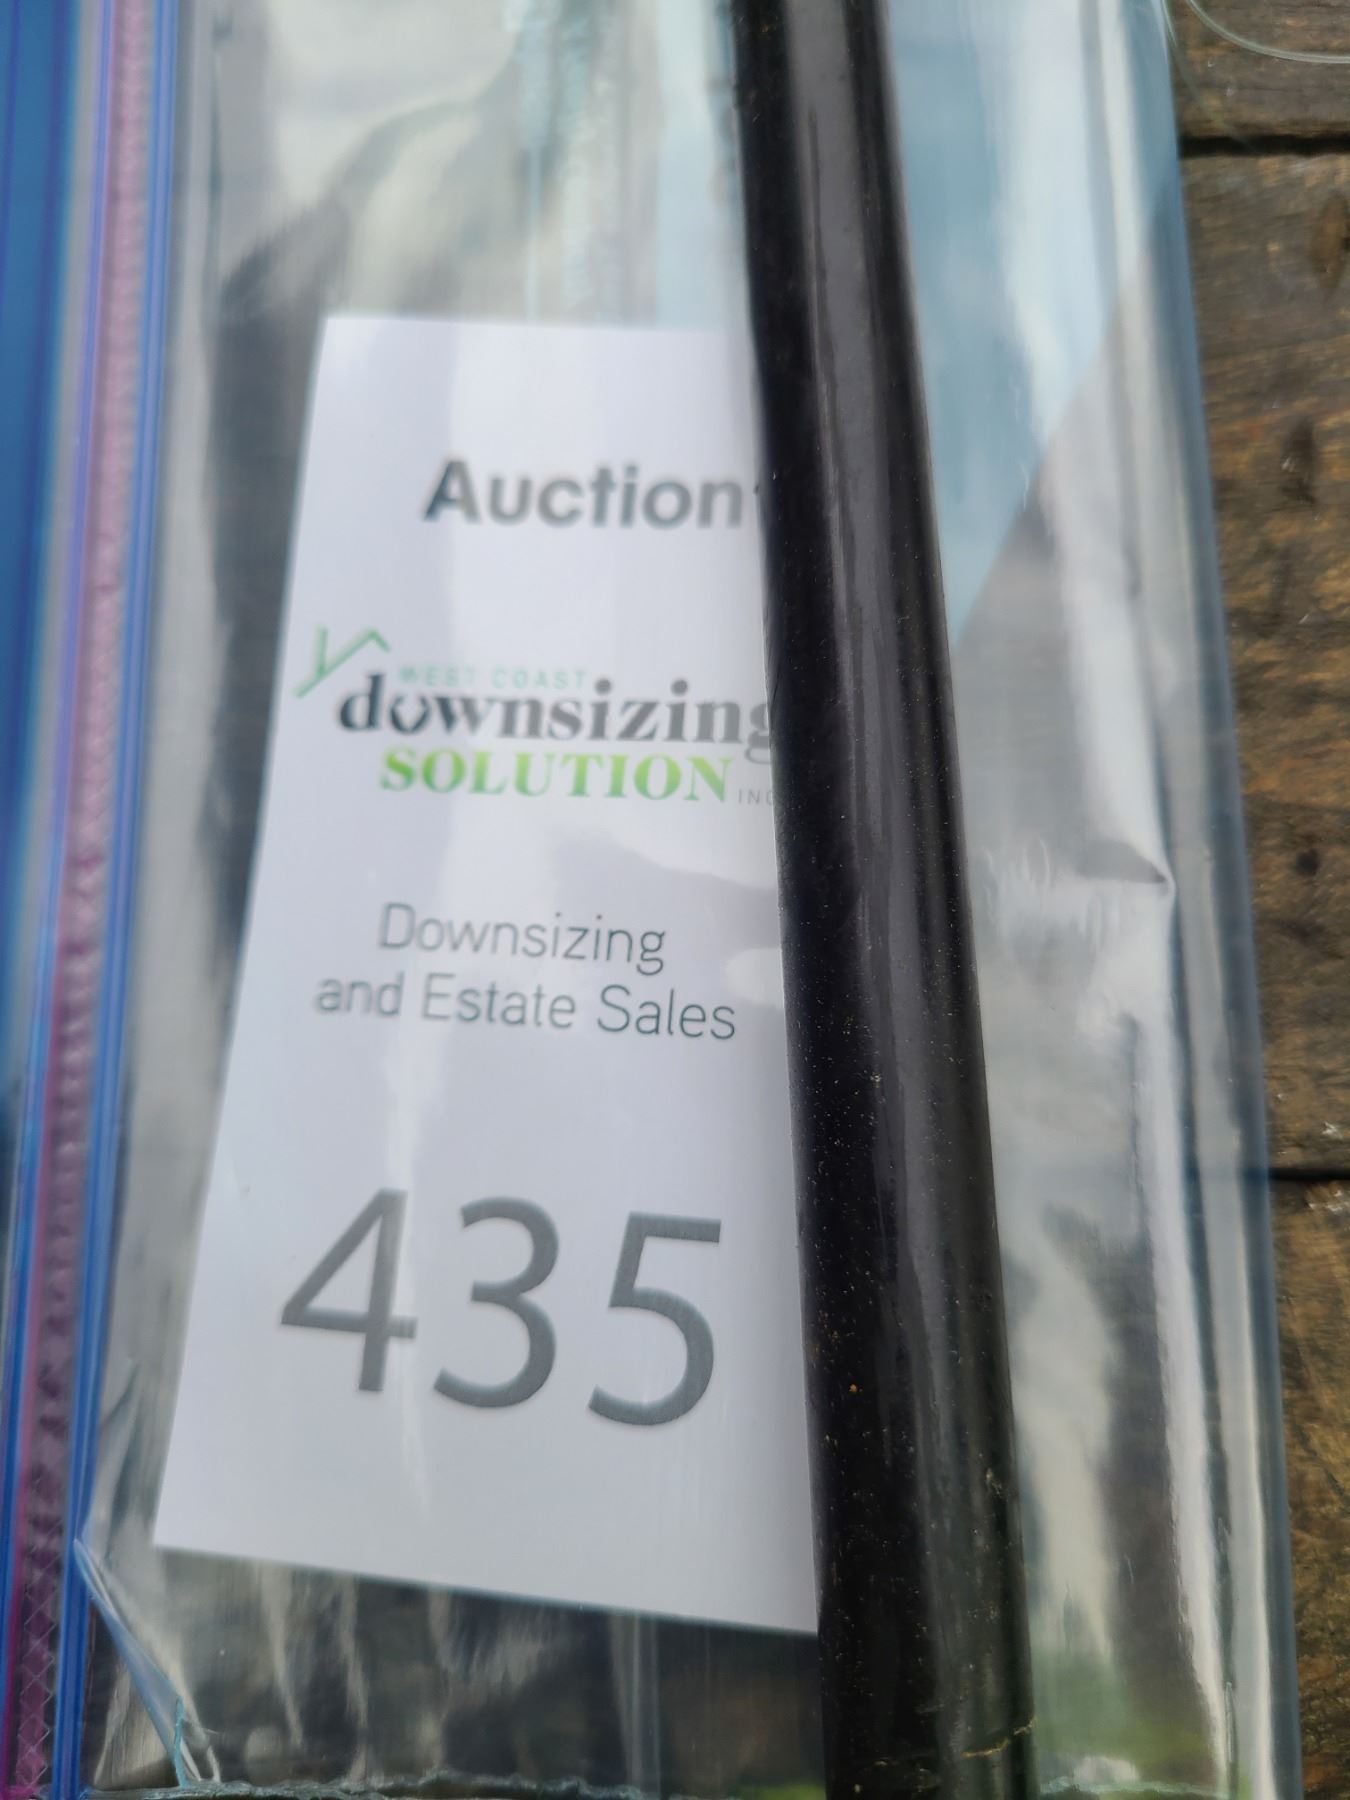 Auction
WEST COAST
downsizing
SOLUTION INC
Downsizing
and Estate Sales
435